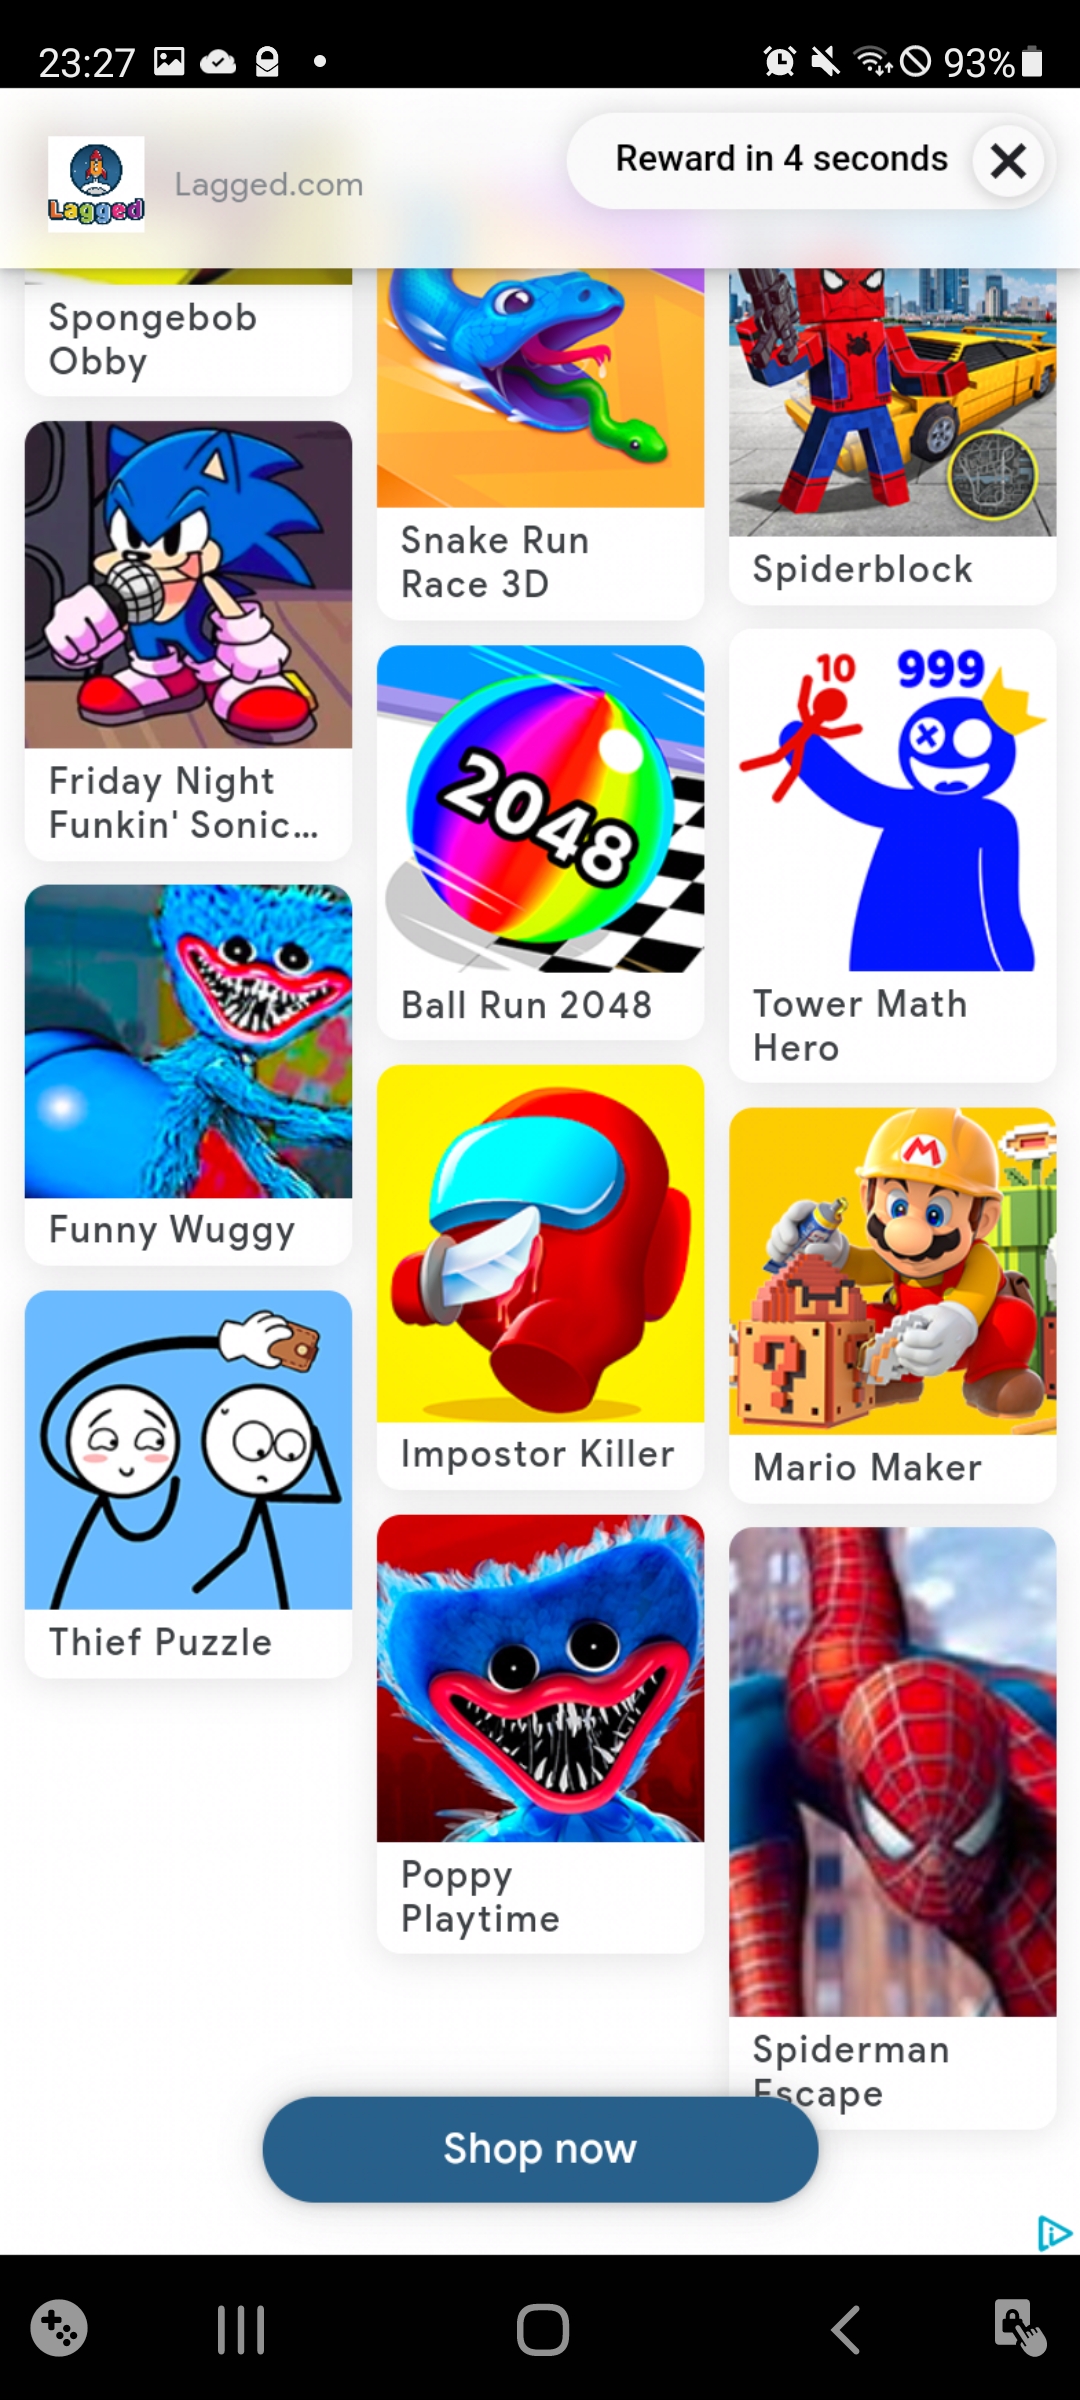 23:27
93%
Lagged
Lagged.com
Reward in 4 seconds
Spongebob
Obby
Friday Night
Funkin' Sonic...
Funny Wuggy
Thief Puzzle
Snake Run
Race 3D
2048
Ball Run 2048
Impostor Killer
Poppy
Playtime
Spiderblock
10
999
Tower Math
Hero
M
?
Mario Maker
Spiderman
Escape
Shop now